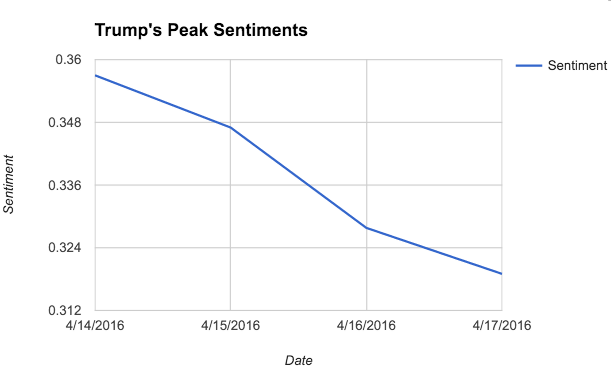 Trump's Peak Sentiments
0.36
0.348
0.336
0.324
0.312
Sentiment
4/14/2016 4/15/2016 4/16/2016 4/17/2016
Date
Sentiment